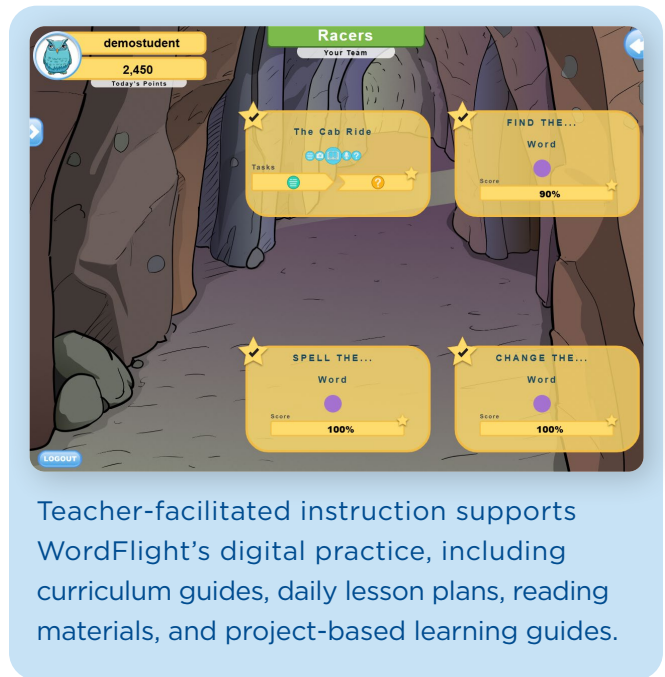 demostudent
2,450
Today's Points
Racers
Your Team
The Cab Ride
Tasks
?
FIND THE...
Word
Score
90%
SPELL THE...
Word
Score
100%
CHANGE THE...
Word
Score
100%
LOGOUT
Teacher-facilitated instruction supports
WordFlight’s digital practice, including
curriculum guides, daily lesson plans, reading
materials, and project-based learning guides.